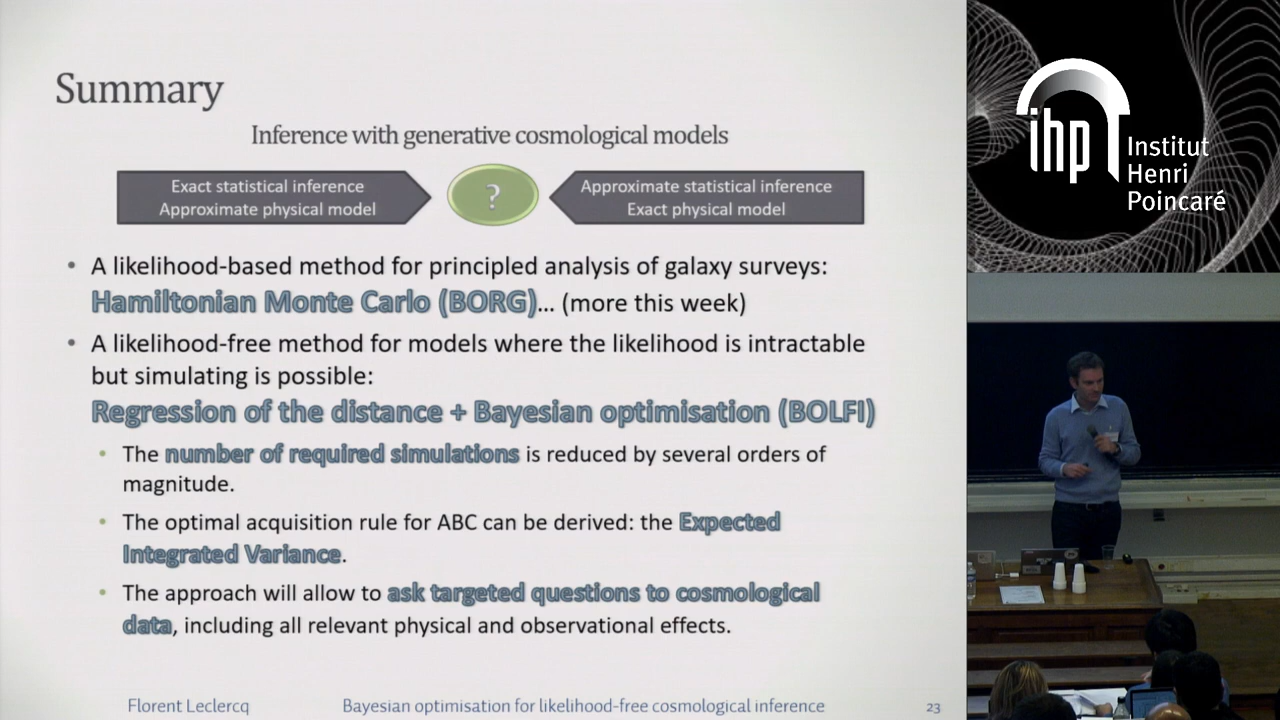 Summary
Inference with generative cosmological models
Exact statistical inference
Approximate physical model
?
Approximate statistical inference
Exact physical model
• A likelihood-based method for principled analysis of galaxy surveys:
Hamiltonian Monte Carlo (BORG)... (more this week)
• A likelihood-free method for models where the likelihood is intractable
but simulating is possible:
Regression of the distance + Bayesian optimisation (BOLFI)
• The number of required simulations is reduced by several orders of
magnitude.
• The optimal acquisition rule for ABC can be derived: the Expected
Integrated Variance.
• The approach will allow to ask targeted questions to cosmological
data, including all relevant physical and observational effects.
Florent Leclercq
Bayesian optimisation for likelihood-free cosmological inference
23
ihp
Institut
Henri
Poincaré